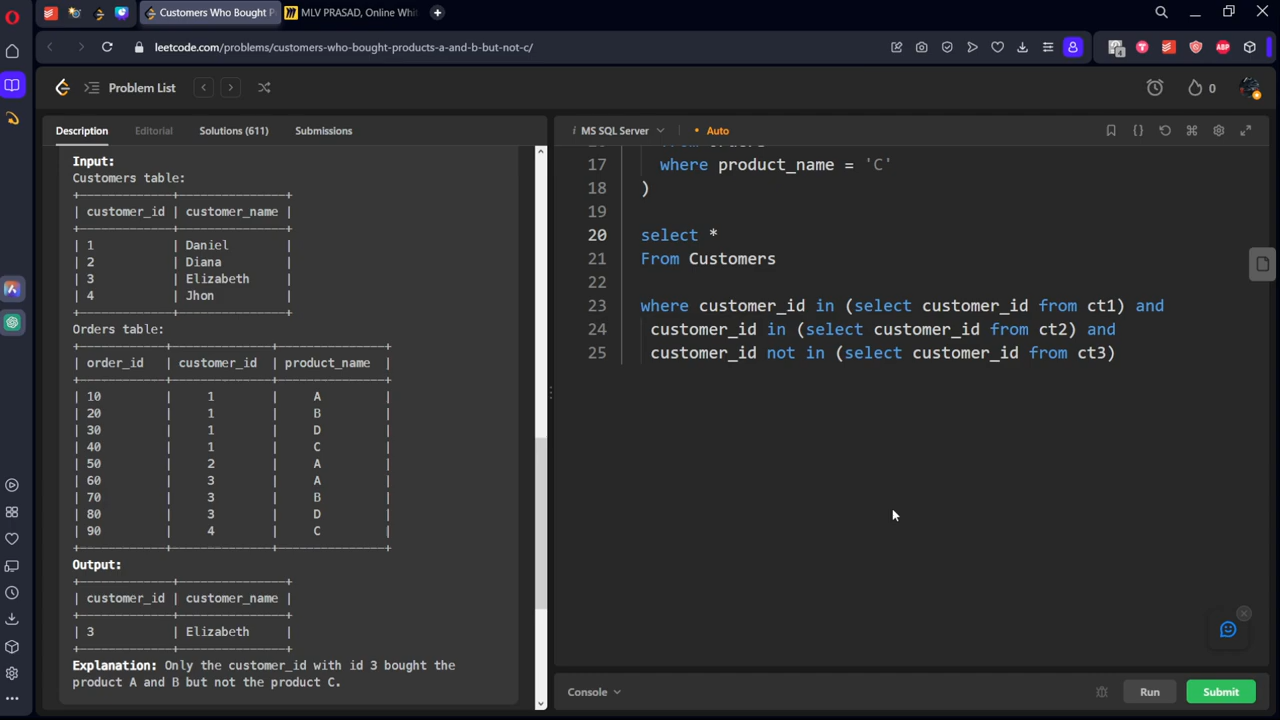 Customers Who Bought P
MLV PRASAD, Online Whit
leetcode.com/problems/customers-who-bought-products-a-and-b-but-not-c/
4
ABP
Problem List
0
Description
Editorial
Solutions (611)
Submissions
i MS SQL Server
• Auto
Input:
Customers table:
+-------------+---------------+
| customer_id | customer_name |
+-------------+---------------+
| 1 | Daniel |
| 2 | Diana |
| 3 | Elizabeth |
| 4 | Jhon |
+-------------+---------------+
Orders table:
+------------+--------------+---------------+
| order_id | customer_id | product_name |
+------------+--------------+---------------+
| 10 | 1 | A |
| 20 | 1 | B |
| 30 | 1 | D |
| 40 | 1 | C |
| 50 | 2 | A |
| 60 | 3 | A |
| 70 | 3 | B |
| 80 | 3 | D |
| 90 | 4 | C |
+------------+--------------+---------------+
Output:
+-------------+---------------+
| customer_id | customer_name |
+-------------+---------------+
| 3 | Elizabeth |
+-------------+---------------+
Explanation: Only the customer_id with id 3 bought the
product A and B but not the product C.
17 where product_name = 'C'
18 )
19
20 select *
21 From Customers
22
23 where customer_id in (select customer_id from ct1) and
24 customer_id in (select customer_id from ct2) and
25 customer_id not in (select customer_id from ct3)
Console
Run
Submit